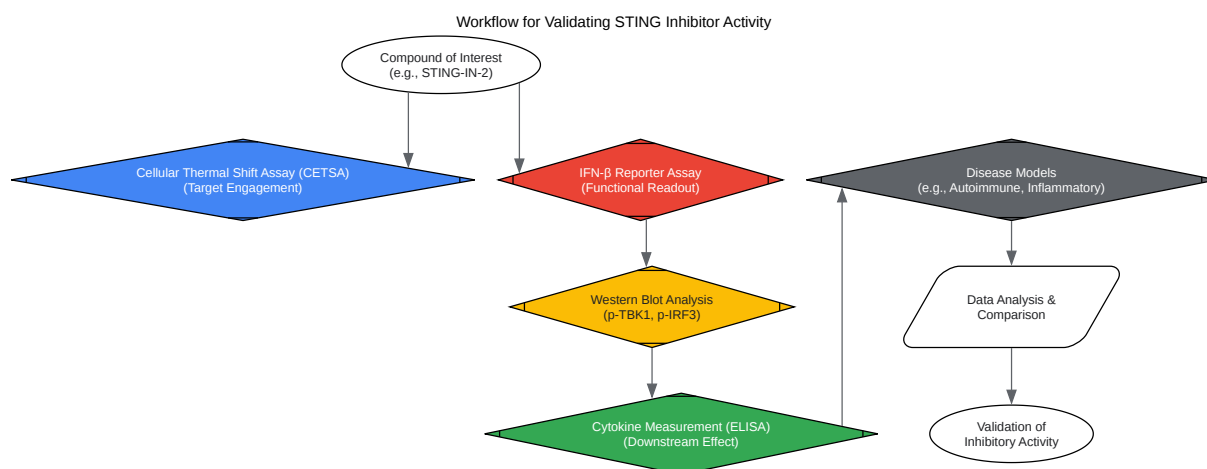 Workflow for Validating STING Inhibitor Activity
Compound of Interest
(e.g., STING-IN-2)
Cellular Thermal Shift Assay (CETSA)
(Target Engagement)
IFN-β Reporter Assay
(Functional Readout)
Disease Models
(e.g., Autoimmune, Inflammatory)
Western Blot Analysis
(p-TBK1, p-IRF3)
Data Analysis &
Comparison
Cytokine Measurement (ELISA)
(Downstream Effect)
Validation of
Inhibitory Activity